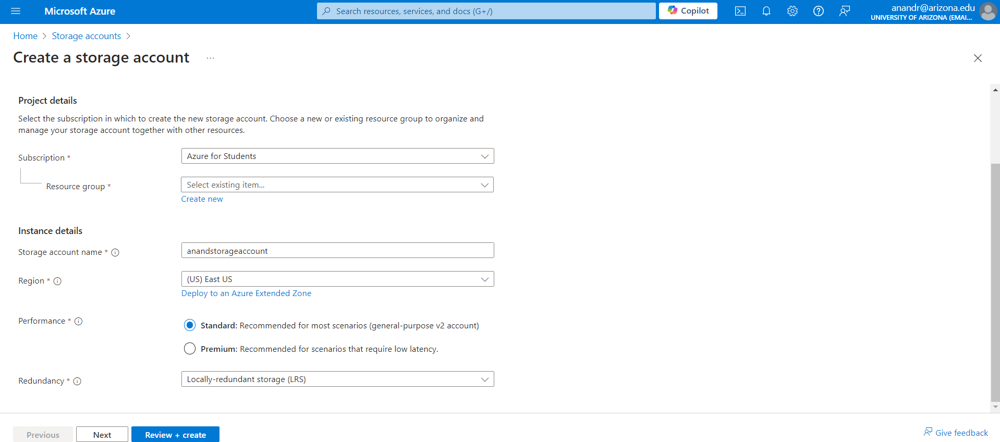 Microsoft Azure
Search resources, services, and docs (G+/)
Copilot
anandr@arizona.edu
UNIVERSITY OF ARIZONA (EMAI...
Home > Storage accounts >
Create a storage account ...
Project details
Select the subscription in which to create the new storage account. Choose a new or existing resource group to organize and
manage your storage account together with other resources.
Subscription *
Azure for Students
Resource group *
Select existing item...
Create new
Instance details
Storage account name *
anandstorageaccount
Region *
(US) East US
Deploy to an Azure Extended Zone
Performance *
Standard: Recommended for most scenarios (general-purpose v2 account)
Premium: Recommended for scenarios that require low latency.
Redundancy *
Locally-redundant storage (LRS)
Previous
Next
Review + create
Give feedback